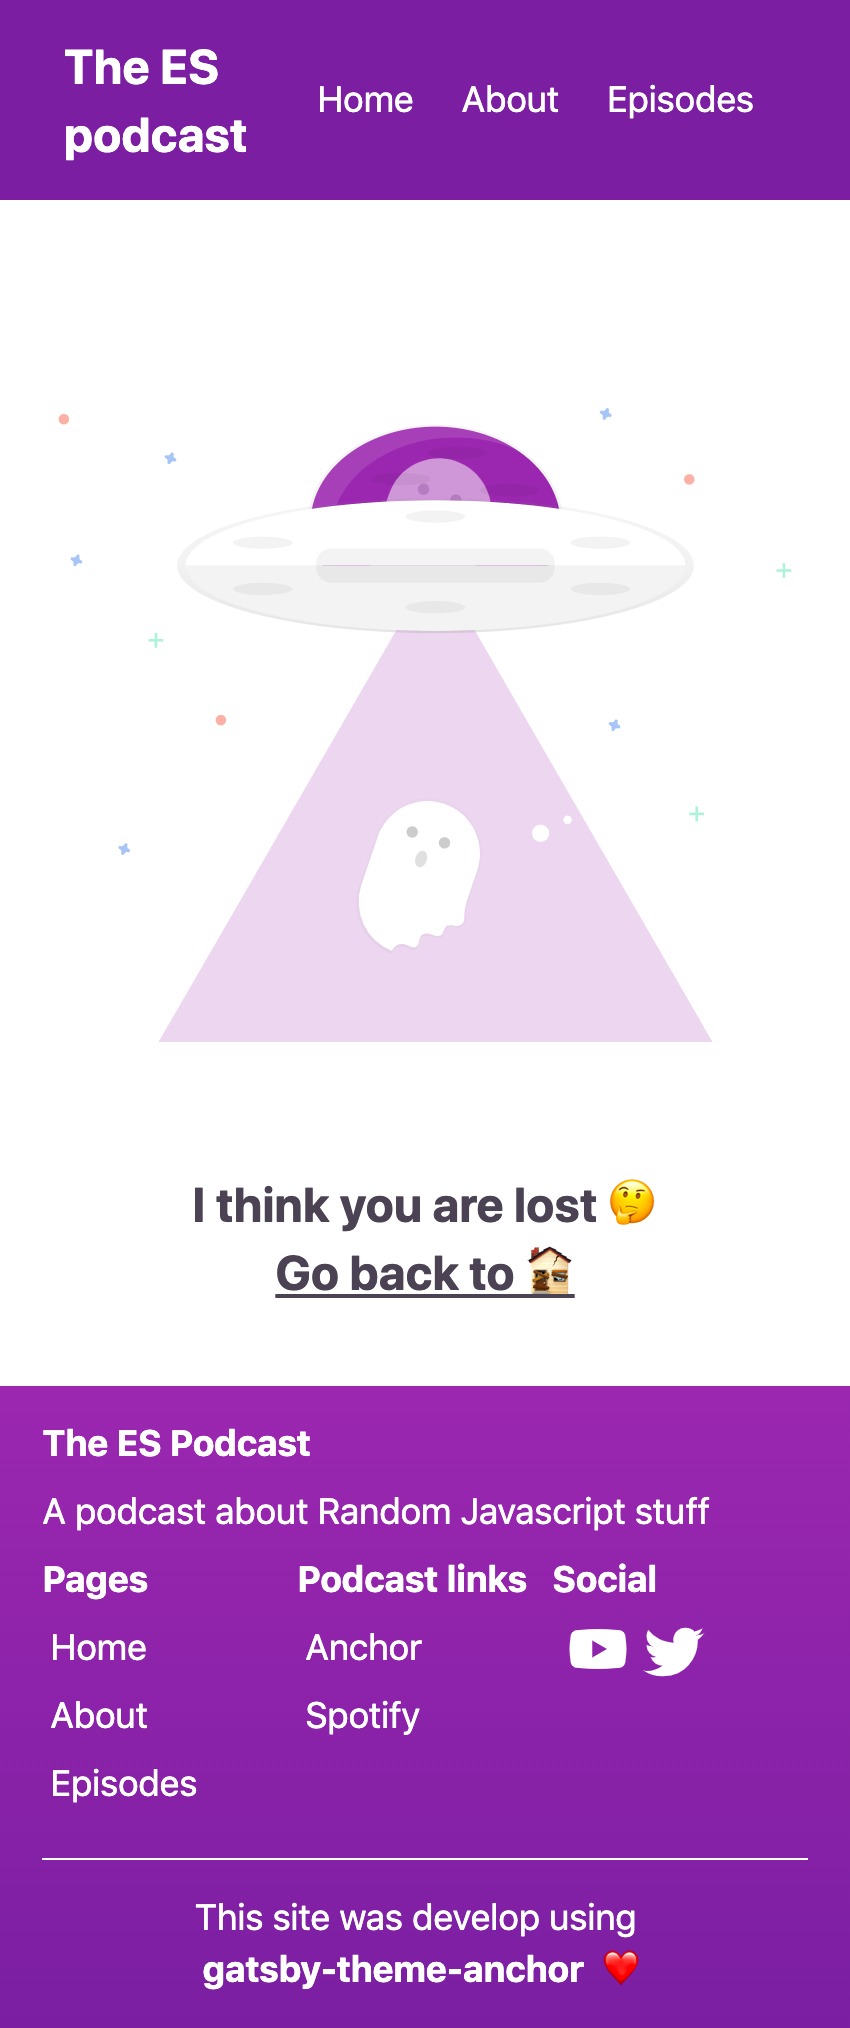 The ES
podcast
Home About Episodes
I think you are lost 🤔
Go back to 🏚
The ES Podcast
A podcast about Random Javascript stuff
Pages
Home
About
Episodes
Podcast links
Anchor
Spotify
Social
This site was develop using
gatsby-theme-anchor ❤️